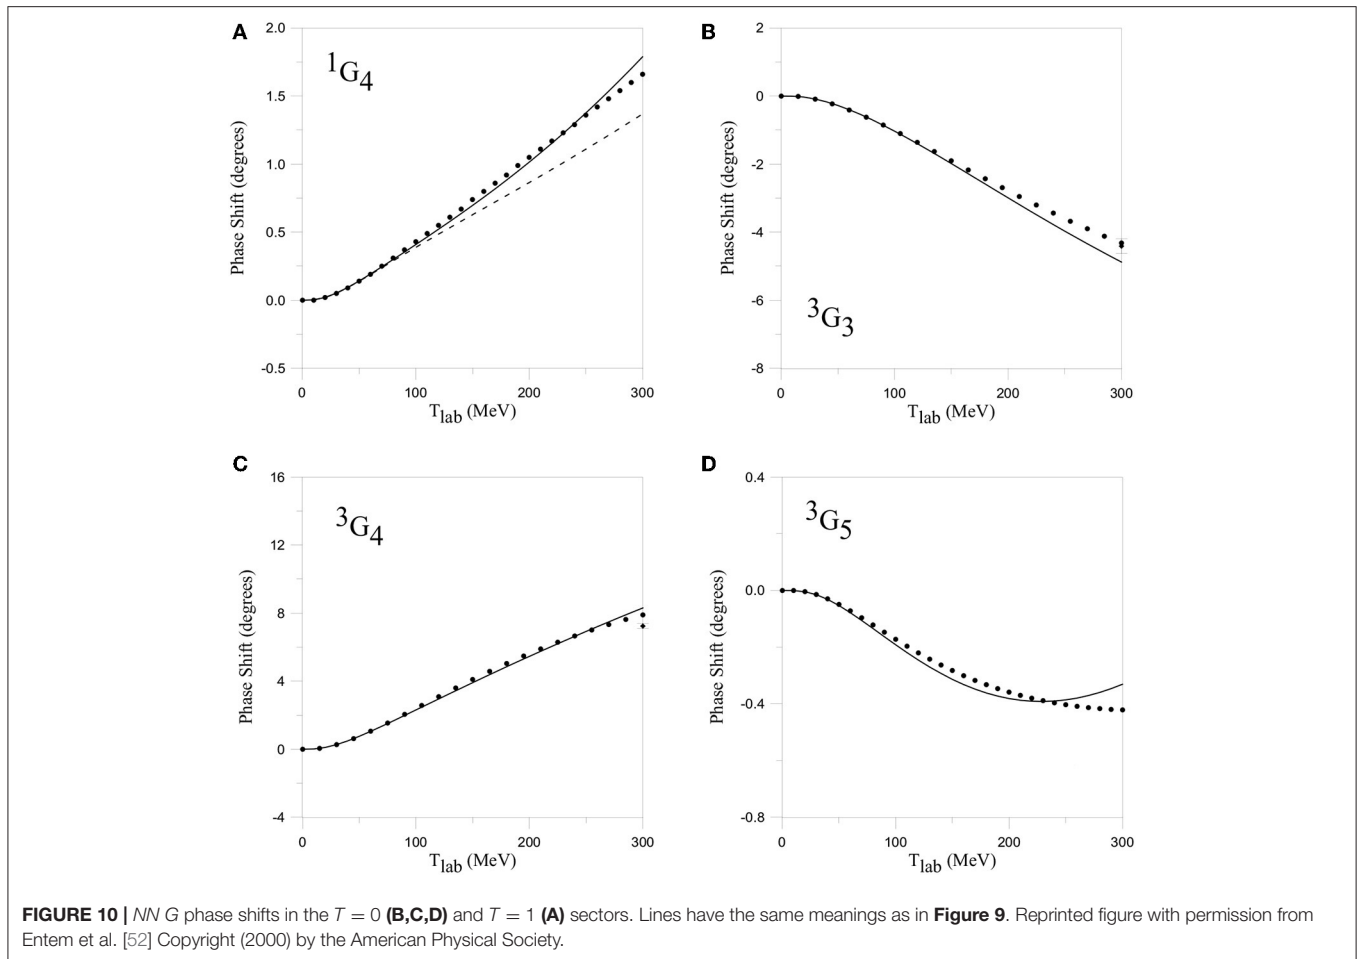 A
2.0
1.5
1.0
0.5
0.0
-0.5
Phase Shift (degrees)
1G4
0 100 200 300
Tlab (MeV)
B
2
0
-2
-4
-6
-8
Phase Shift (degrees)
3G3
0 100 200 300
Tlab (MeV)
C
16
12
8
4
0
-4
Phase Shift (degrees)
3G4
0 100 200 300
Tlab (MeV)
D
0.4
0.0
-0.4
-0.8
Phase Shift (degrees)
3G5
0 100 200 300
Tlab (MeV)
FIGURE 10 | NN G phase shifts in the T = 0 (B,C,D) and T = 1 (A) sectors. Lines have the same meanings as in Figure 9. Reprinted figure with permission from
Entem et al. [52] Copyright (2000) by the American Physical Society.